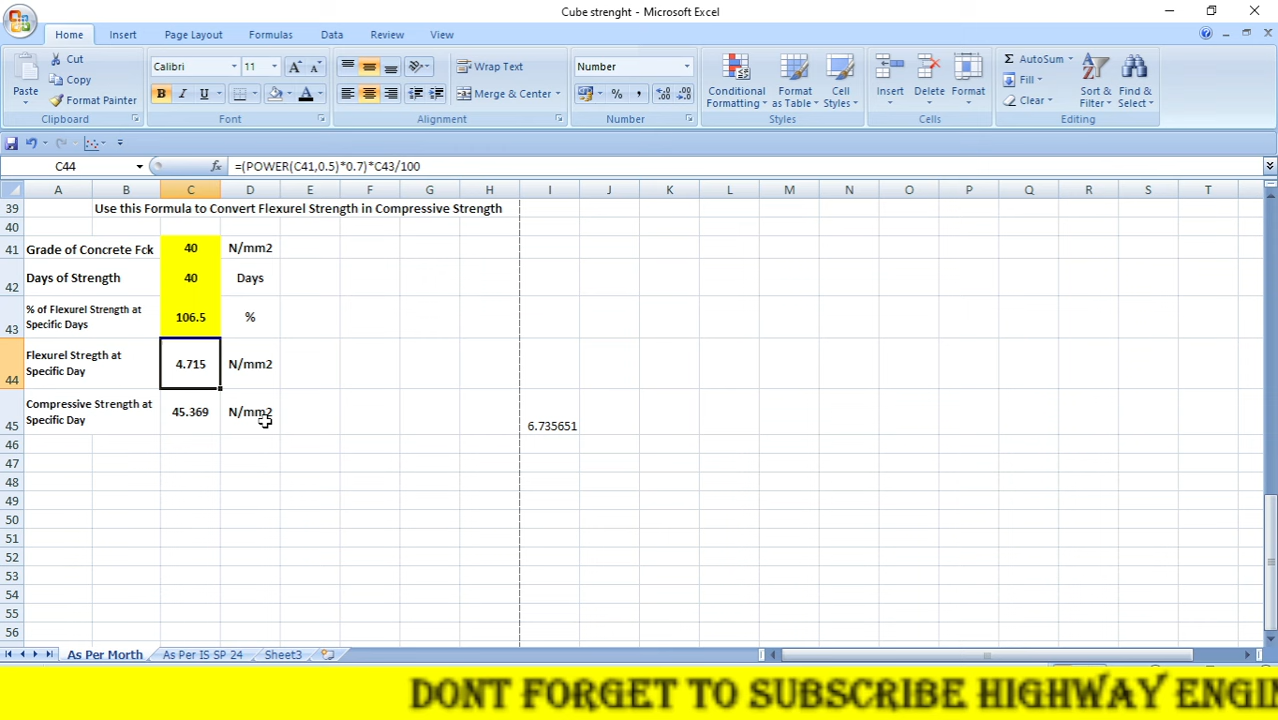 Cube strenght - Microsoft Excel
Home Insert Page Layout Formulas Data Review View
Cut
Copy
Format Painter
Paste
Calibri 11
Wrap Text
Merge & Center
Number
Conditional Formatting
Format as Table
Cell Styles
Insert
Delete
Format
AutoSum
Fill
Clear
Sort & Filter
Find & Select
Clipboard Font Alignment Number Styles Cells Editing
C44 fx =(POWER(C41,0.5)*0.7)*C43/100
A B C D E F G H I J K L M N O P Q R S T
39 Use this Formula to Convert Flexurel Strength in Compressive Strength
40
41 Grade of Concrete Fck 40 N/mm2
42 Days of Strength 40 Days
% of Flexurel Strength at
Specific Days
43 106.5 %
Flexurel Stregth at
Specific Day
44 4.715 N/mm2
Compressive Strength at
Specific Day
45 45.369 N/mm2 6.735651
46
47
48
49
50
51
52
53
54
55
56
As Per Morth As Per IS SP 24 Sheet3
DONT FORGET TO SUBSCRIBE HIGHWAY ENGI